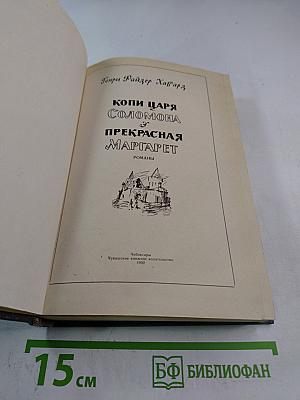 Генри Райдер Хаггард
КОПИ ЦАРЯ
СОЛОМОНА
ПРЕКРАСНАЯ
МАРГАРЕТ
РОМАНЫ
Чебоксары
Чувашское книжное издательство
15 СМ
БФ БИБЛИОФАН